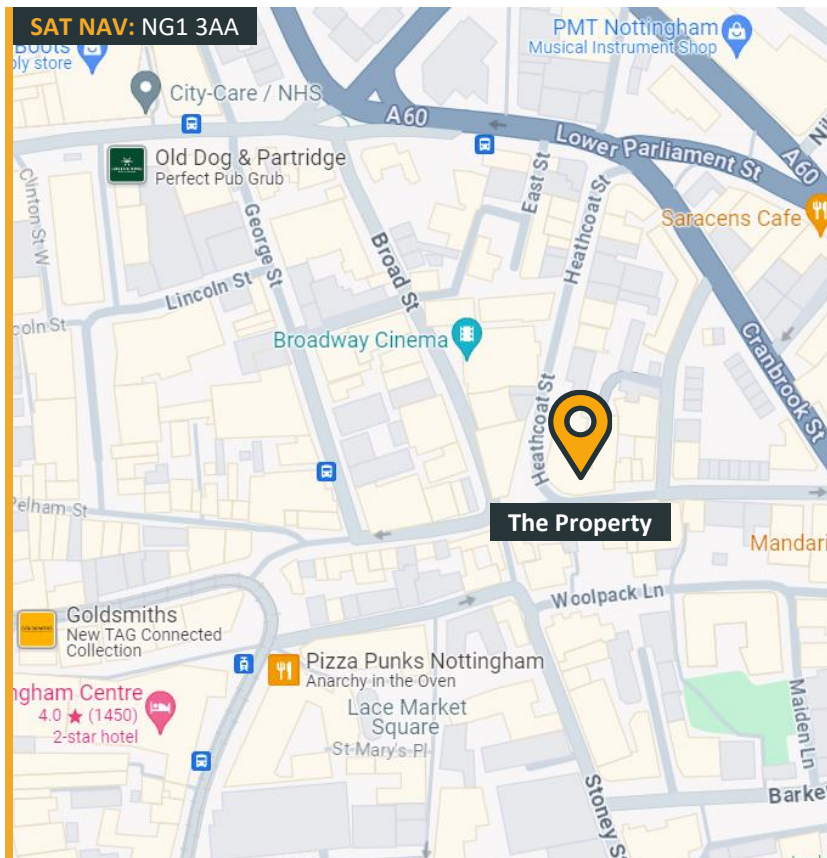 SAT NAV: NG1 3AA
PMT Nottingham
Musical Instrument Shop
Boots
ply store
City-Care / NHS
A60
Lower Parliament St
A60
Old Dog & Partridge
Perfect Pub Grub
Clinton St W
George St
Broad St
East St
Heathcoat St
Saracens Cafe
Lincoln St
coln St
Broadway Cinema
Cranbrook St
Heathcoat St
Pelham St
The Property
Mandari
Woolpack Ln
Goldsmiths
New TAG Connected
Collection
Pizza Punks Nottingham
Anarchy in the Oven
ngham Centre
4.0 ★ (1450)
2-star hotel
Lace Market
Square
St Mary's Pl
Maiden Ln
Stoney S
Barke